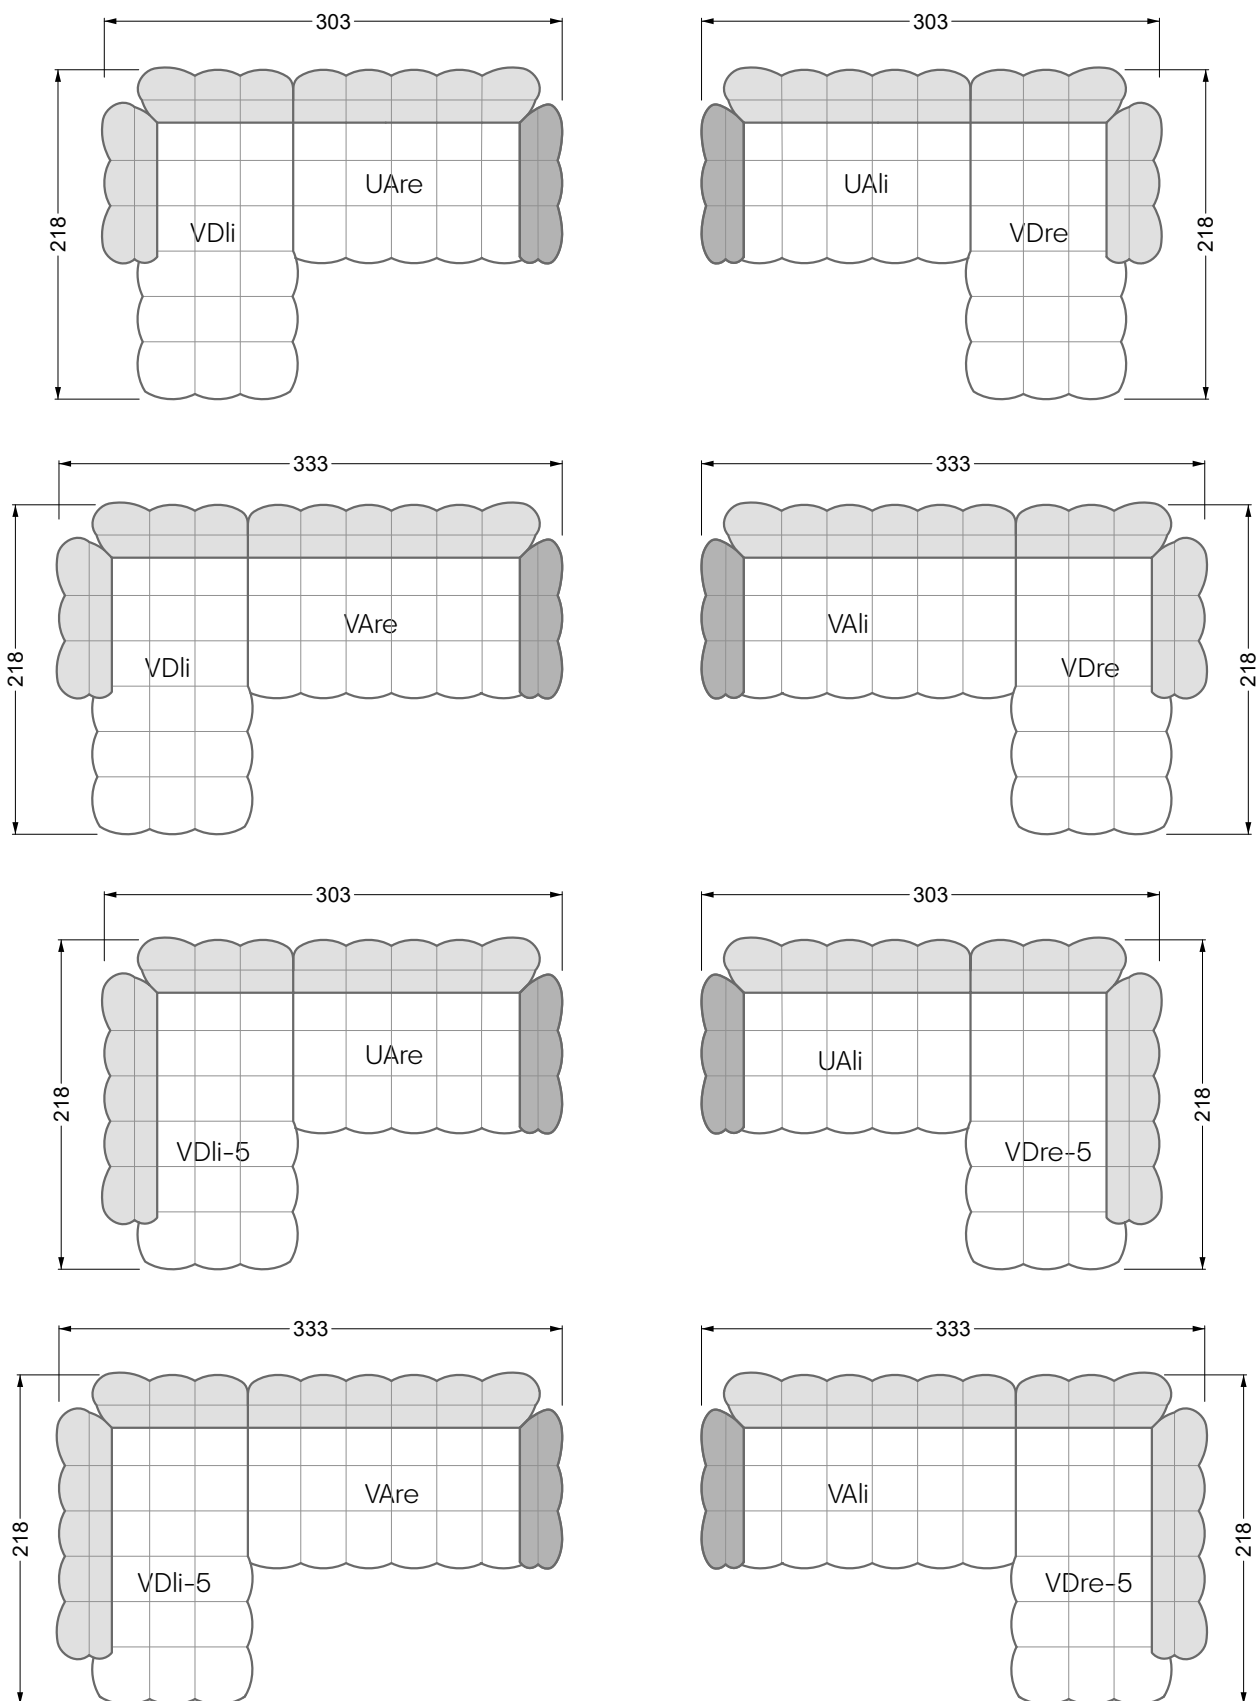 303
303
UAre
UAli
VDli
VDre
218
218
333
333
VAre
VAli
VDli
VDre
218
218
303
303
UAre
UAli
218
218
VDli-5
VDre-5
333
333
VAre
VAli
218
218
VDli-5
VDre-5